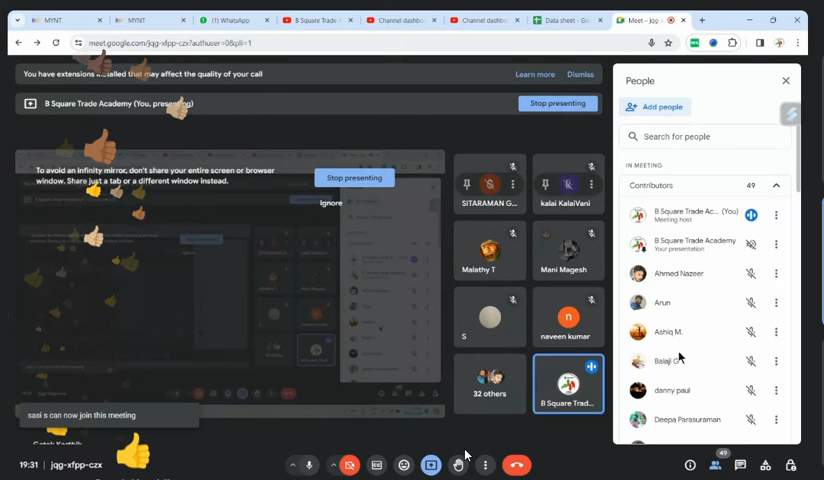 MYNT
MYNT
(1) WhatsApp
B Square Trade A
Channel dashbo
Channel dashbo
Data sheet - Go
Meet – jqg-
meet.google.com/jqg-xfpp-czx?authuser=0&pli=1
You have extensions installed that may affect the quality of your call
Learn more
Dismiss
B Square Trade Academy (You, presenting)
Stop presenting
To avoid an infinity mirror, don't share your entire screen or browser
window. Share just a tab or a different window instead.
Stop presenting
Ignore
SITARAMAN G...
kalai KalaiVani
Malathy T
Mani Magesh
S
n
naveen kumar
32 others
B Square Trad...
People
Add people
Search for people
IN MEETING
Contributors
49
B Square Trade Ac... (You)
Meeting host
B Square Trade Academy
Your presentation
Ahmed Nazeer
Arun
Ashiq M.
Balaji G
danny paul
Deepa Parasuraman
sasi s can now join this meeting
19:31 | jqg-xfpp-czx
49